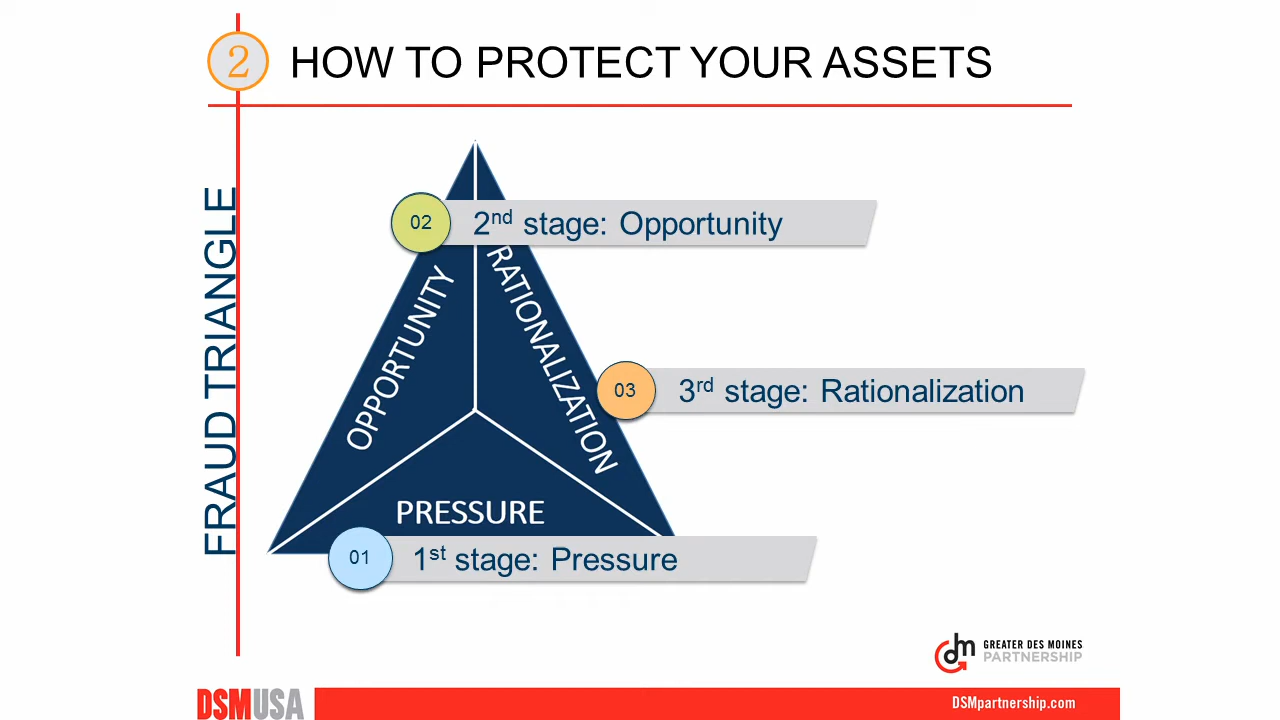 2
HOW TO PROTECT YOUR ASSETS
FRAUD TRIANGLE
02
2nd stage: Opportunity
OPPORTUNITY
RATIONALIZATION
03
3rd stage: Rationalization
PRESSURE
01
1st stage: Pressure
dm
GREATER DES MOINES
PARTNERSHIP
DSMUSA
DSMpartnership.com